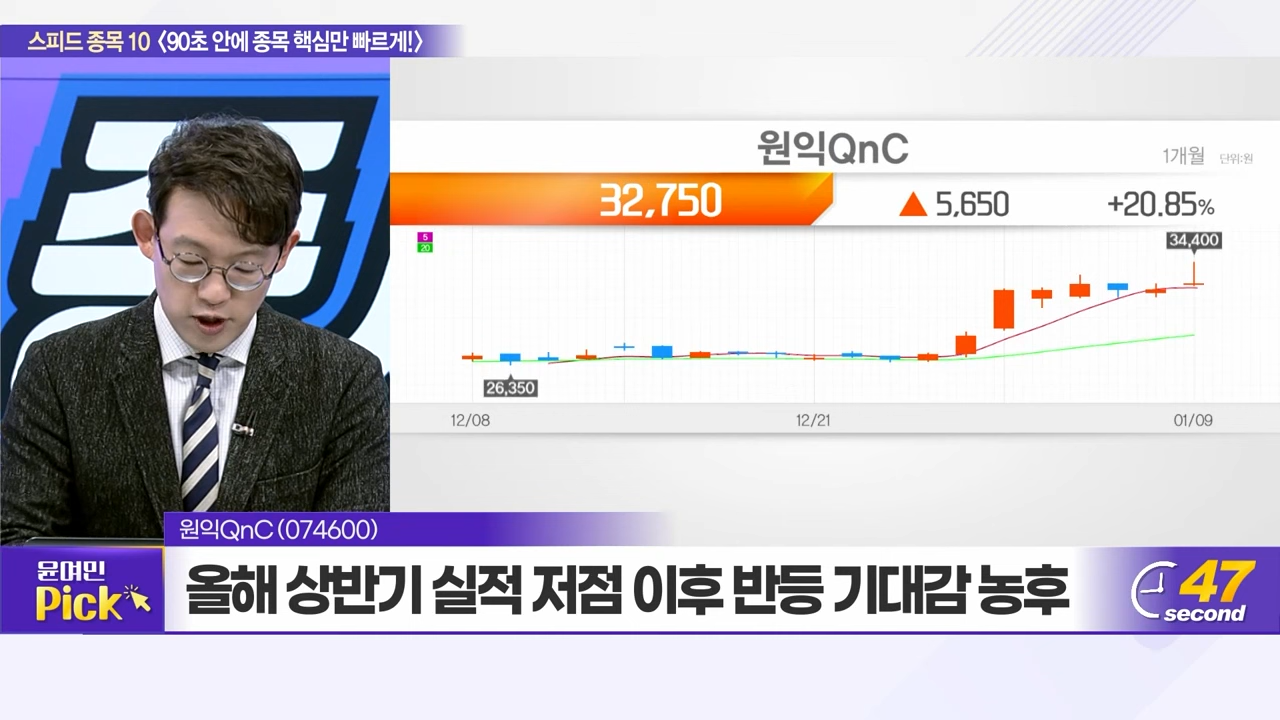 스피드 종목 10 〈90초 안에 종목 핵심만 빠르게!〉
원익QnC
1개월 단위:원
32,750 ▲ 5,650 +20.85%
5
20
34,400
26,350
12/08 12/21 01/09
원익QnC (074600)
윤여민
Pick
올해 상반기 실적 저점 이후 반등 기대감 농후
47
second